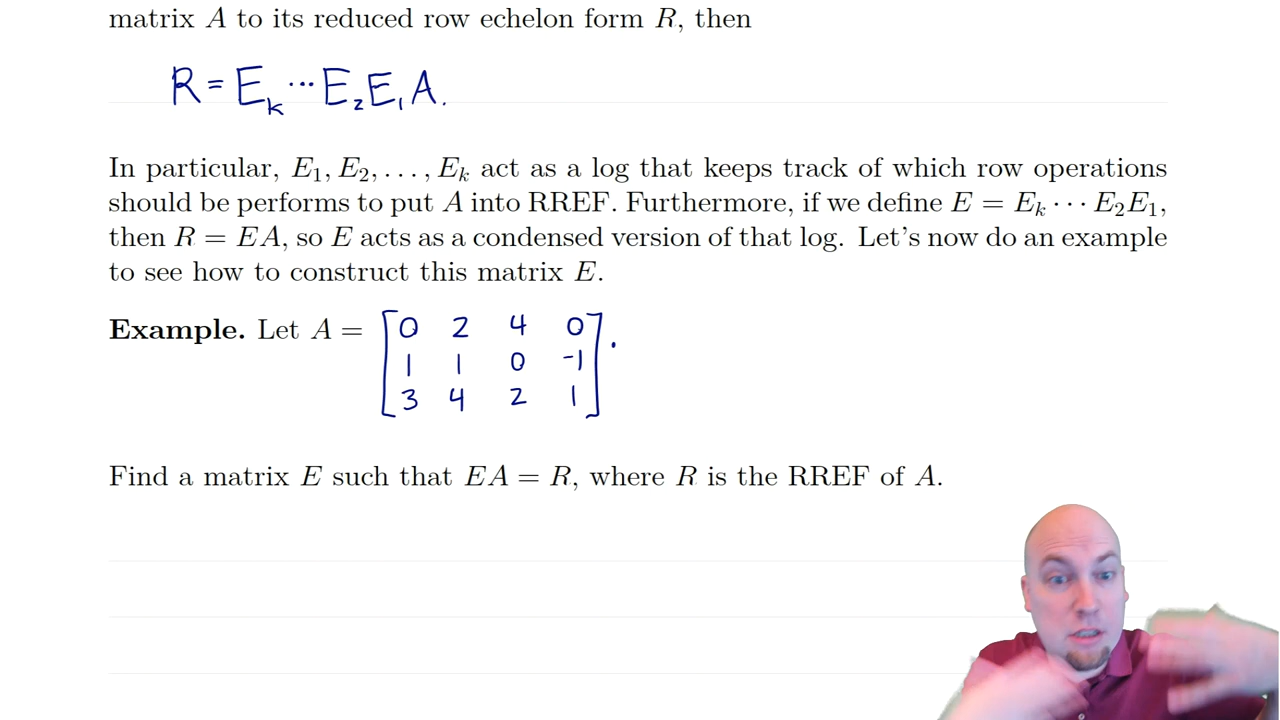 matrix A to its reduced row echelon form R, then
R = E_k ⋯ E_2 E_1 A.
In particular, E_1, E_2, . . . , E_k act as a log that keeps track of which row operations
should be performs to put A into RREF. Furthermore, if we define E = E_k ⋯ E_2 E_1,
then R = EA, so E acts as a condensed version of that log. Let's now do an example
to see how to construct this matrix E.
Example. Let A = [0 2 4 0
1 1 0 -1
3 4 2 1].
Find a matrix E such that EA = R, where R is the RREF of A.